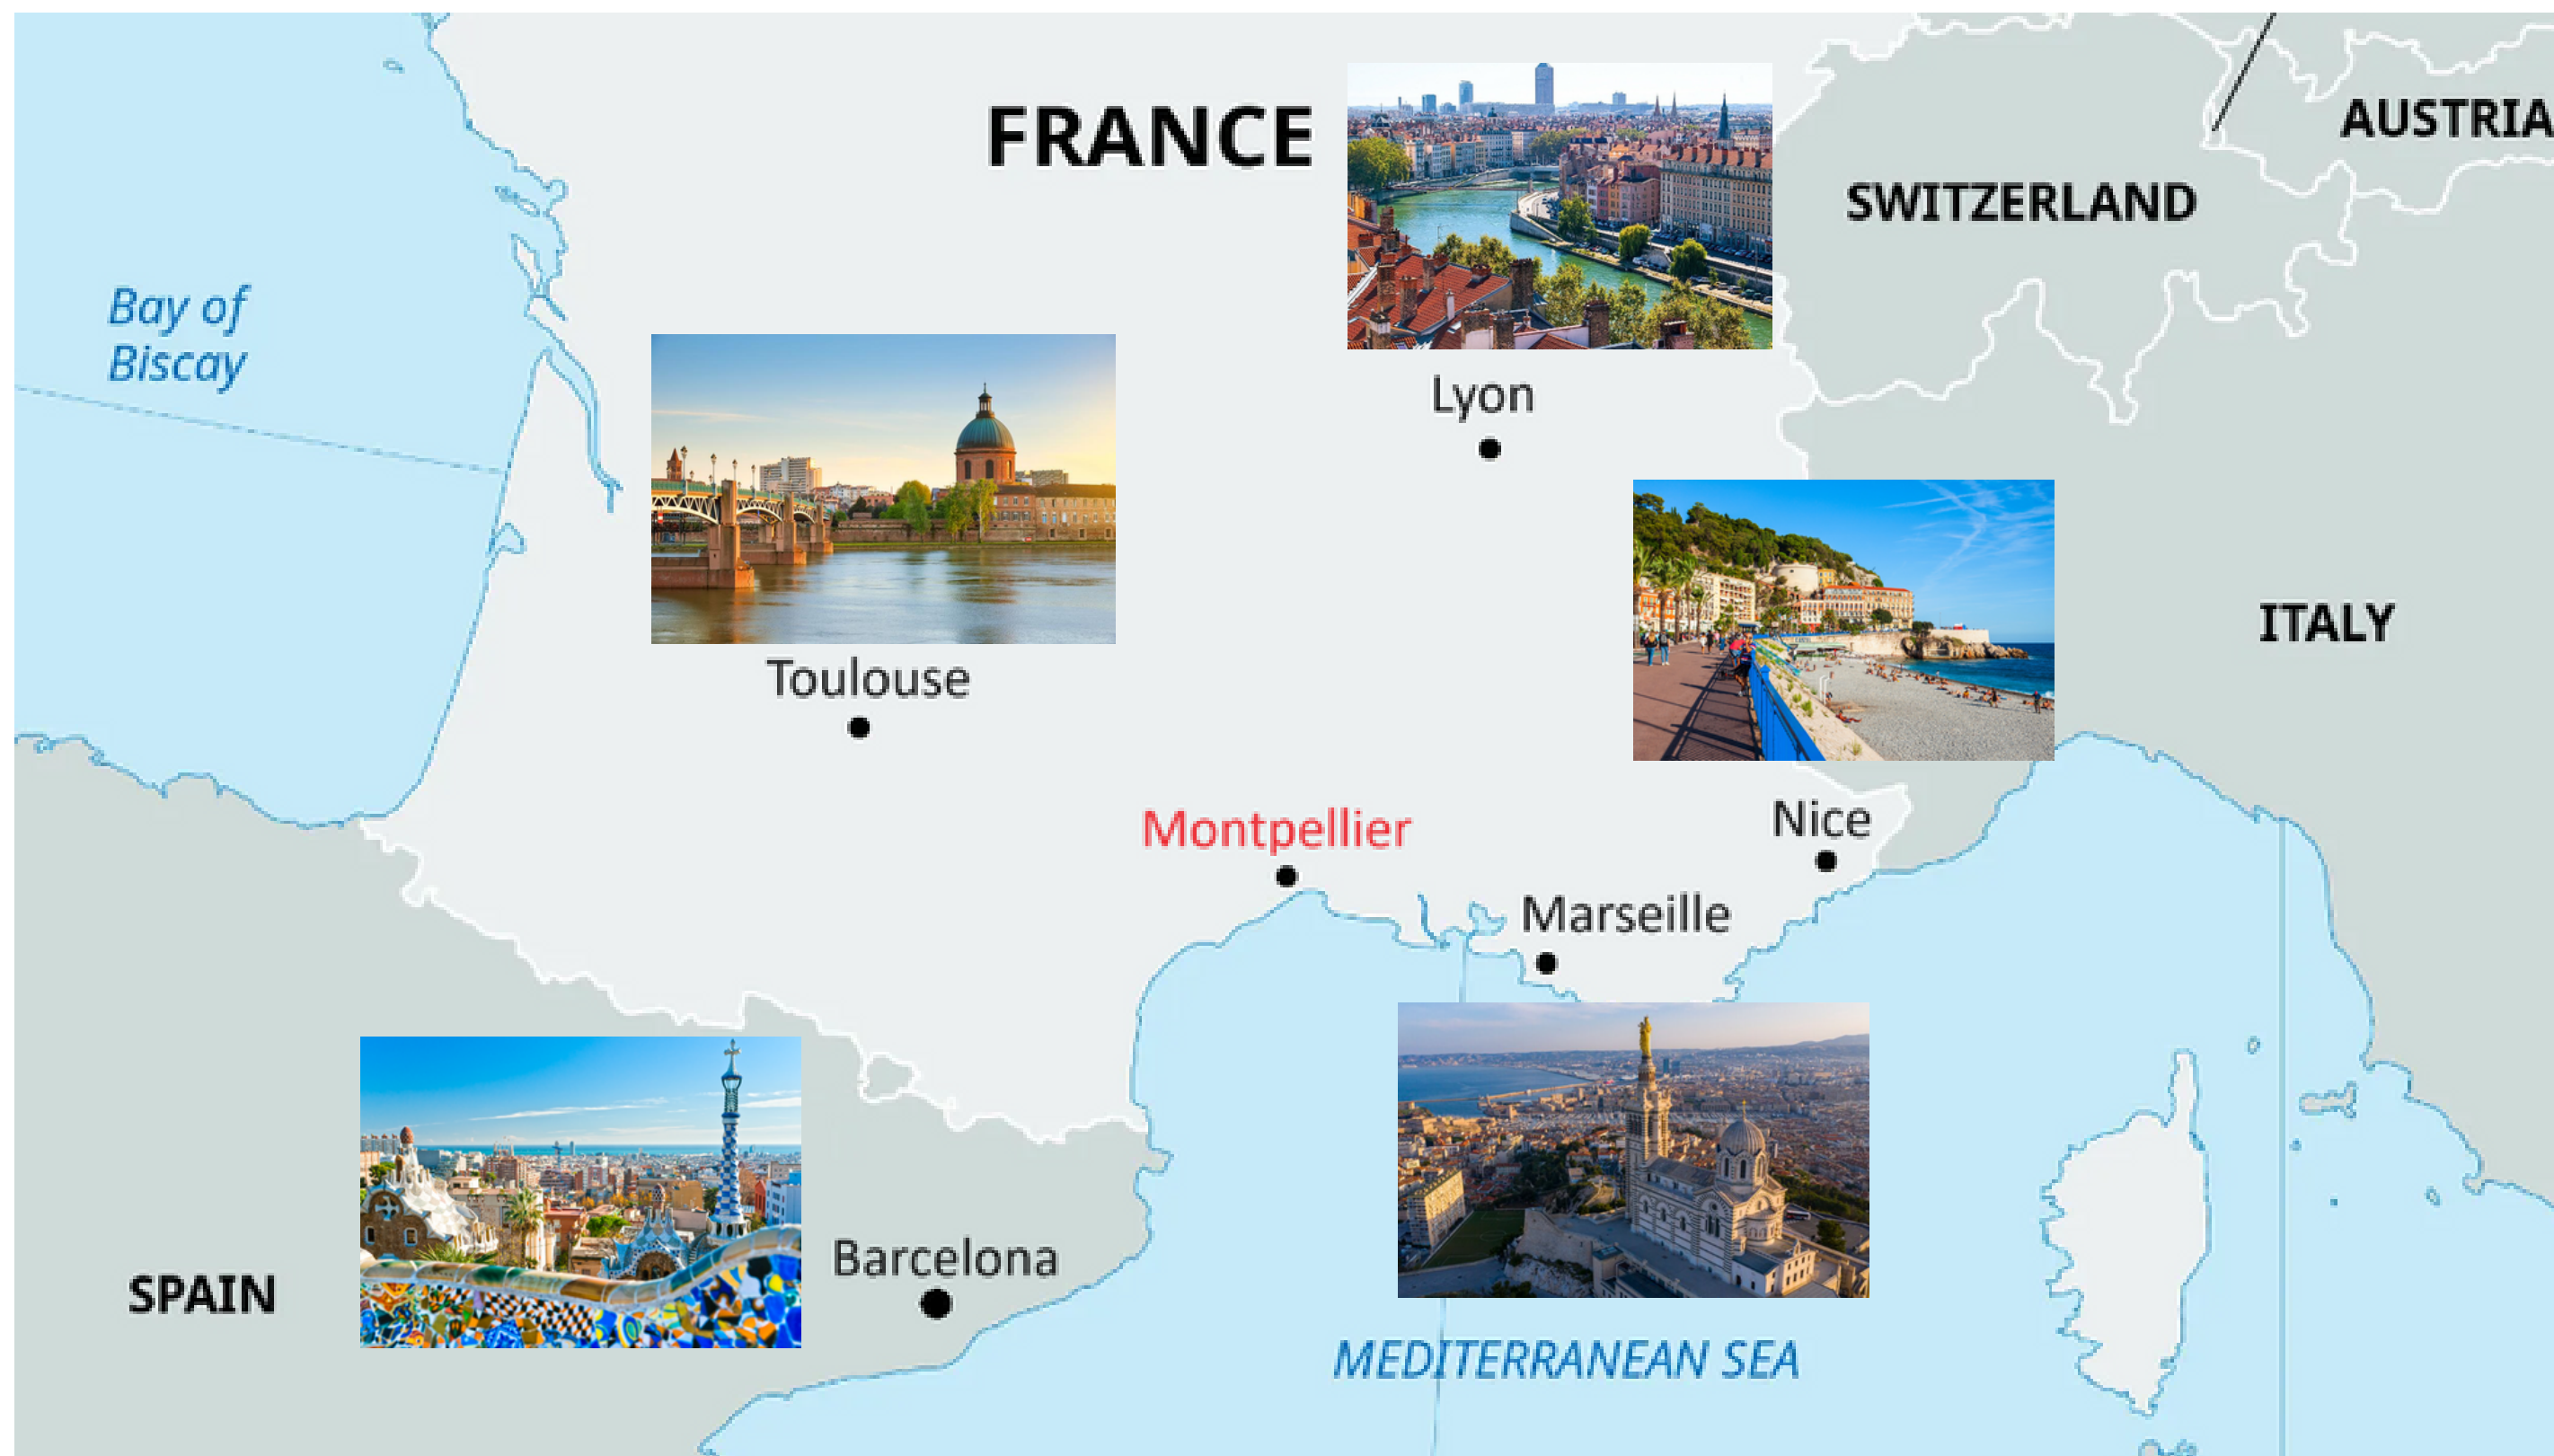 FRANCE
AUSTRIA
SWITZERLAND
Bay of
Biscay
Lyon
ITALY
Toulouse
Montpellier
Nice
Marseille
Barcelona
SPAIN
MEDITERRANEAN SEA